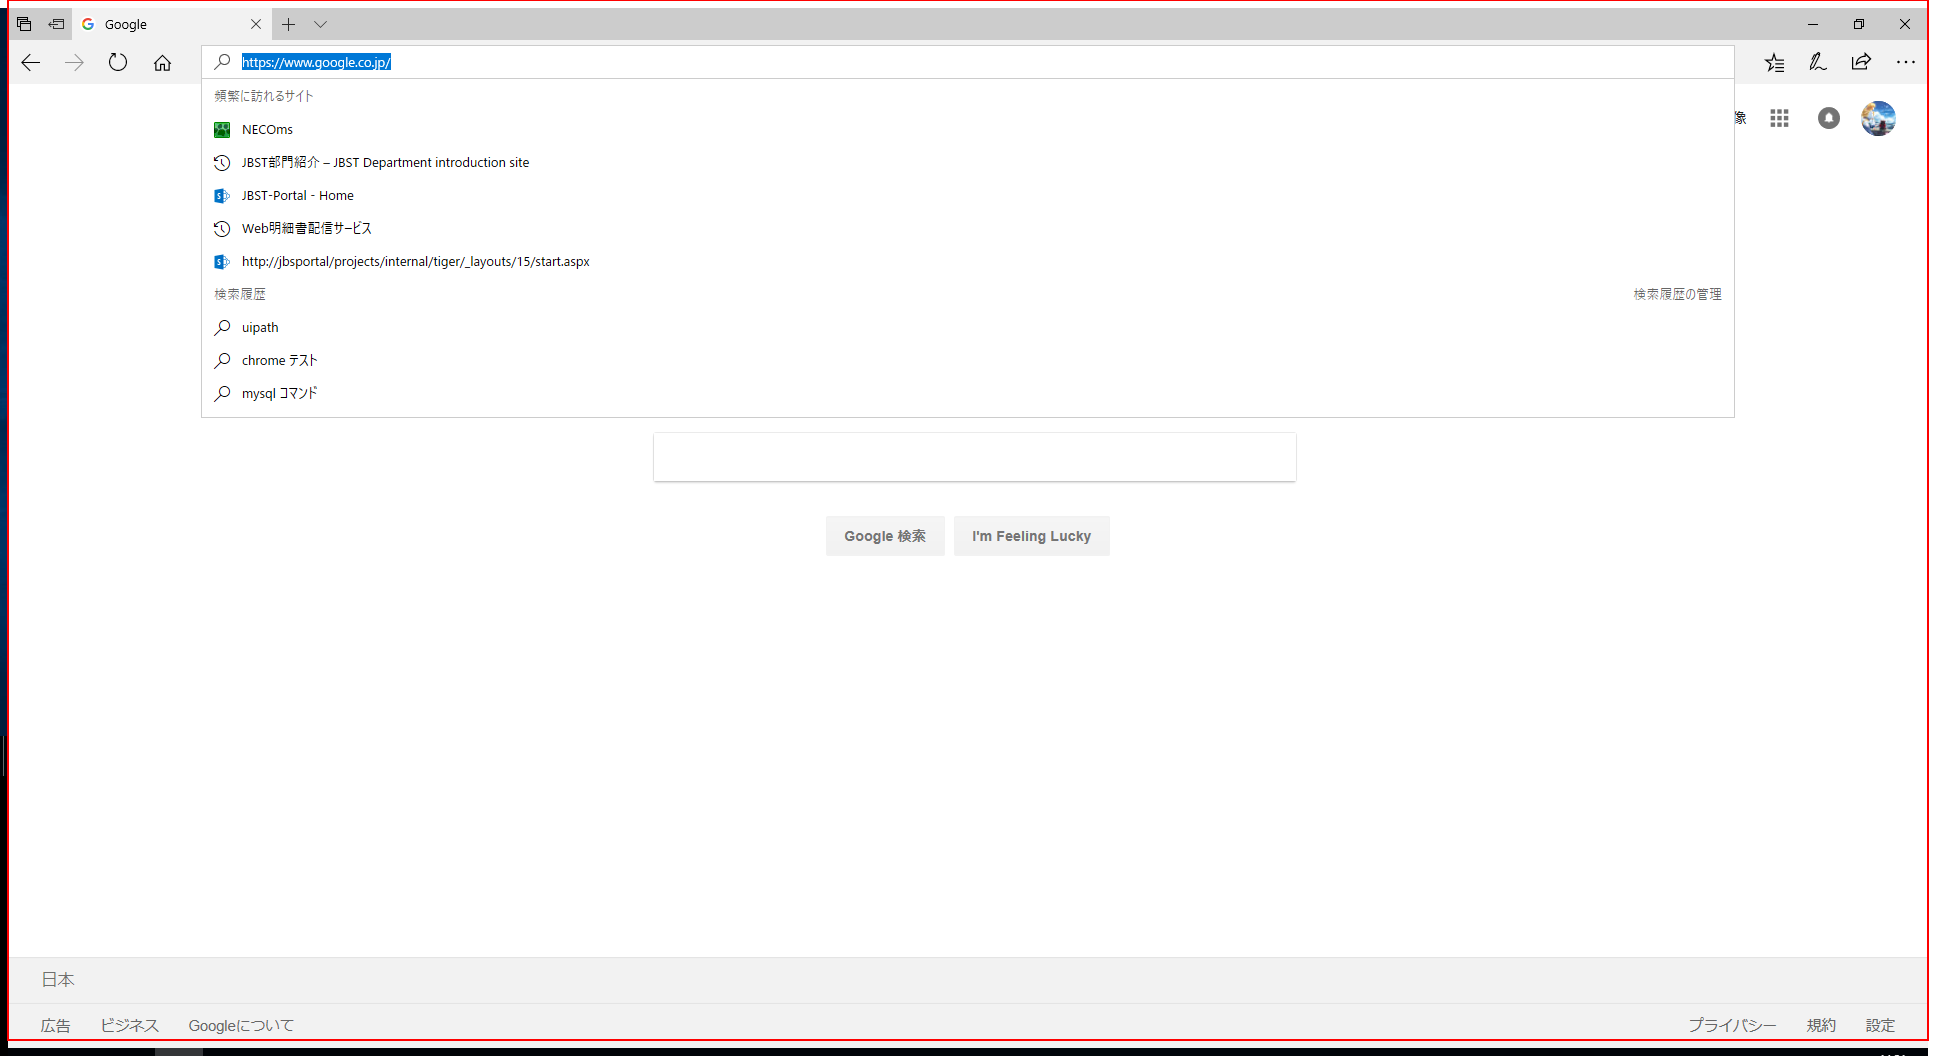 Google
https://www.google.co.jp/
頻繁に訪れるサイト
NECOms
像
JBST部門紹介 – JBST Department introduction site
JBST-Portal - Home
Web明細書配信サービス
http://jbsportal/projects/internal/tiger/_layouts/15/start.aspx
検索履歴 検索履歴の管理
uipath
chrome テスト
mysql コマンド
Google 検索 I'm Feeling Lucky
日本
広告 ビジネス Googleについて プライバシー 規約 設定